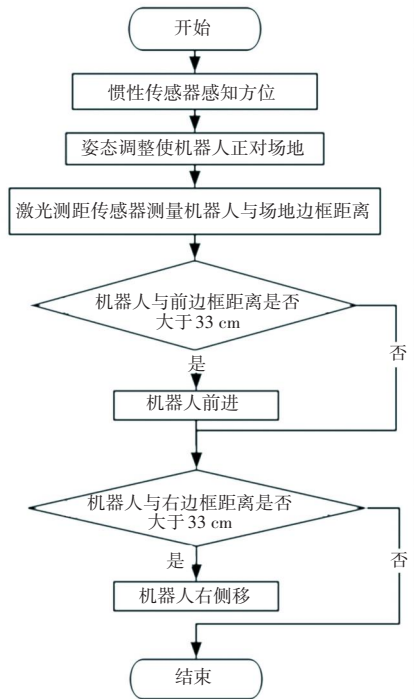 开始
惯性传感器感知方位
姿态调整使机器人正对场地
激光测距传感器测量机器人与场地边框距离
机器人与前边框距离是否
大于33 cm
否
是
机器人前进
机器人与右边框距离是否
大于33 cm
是
否
机器人右侧移
结束